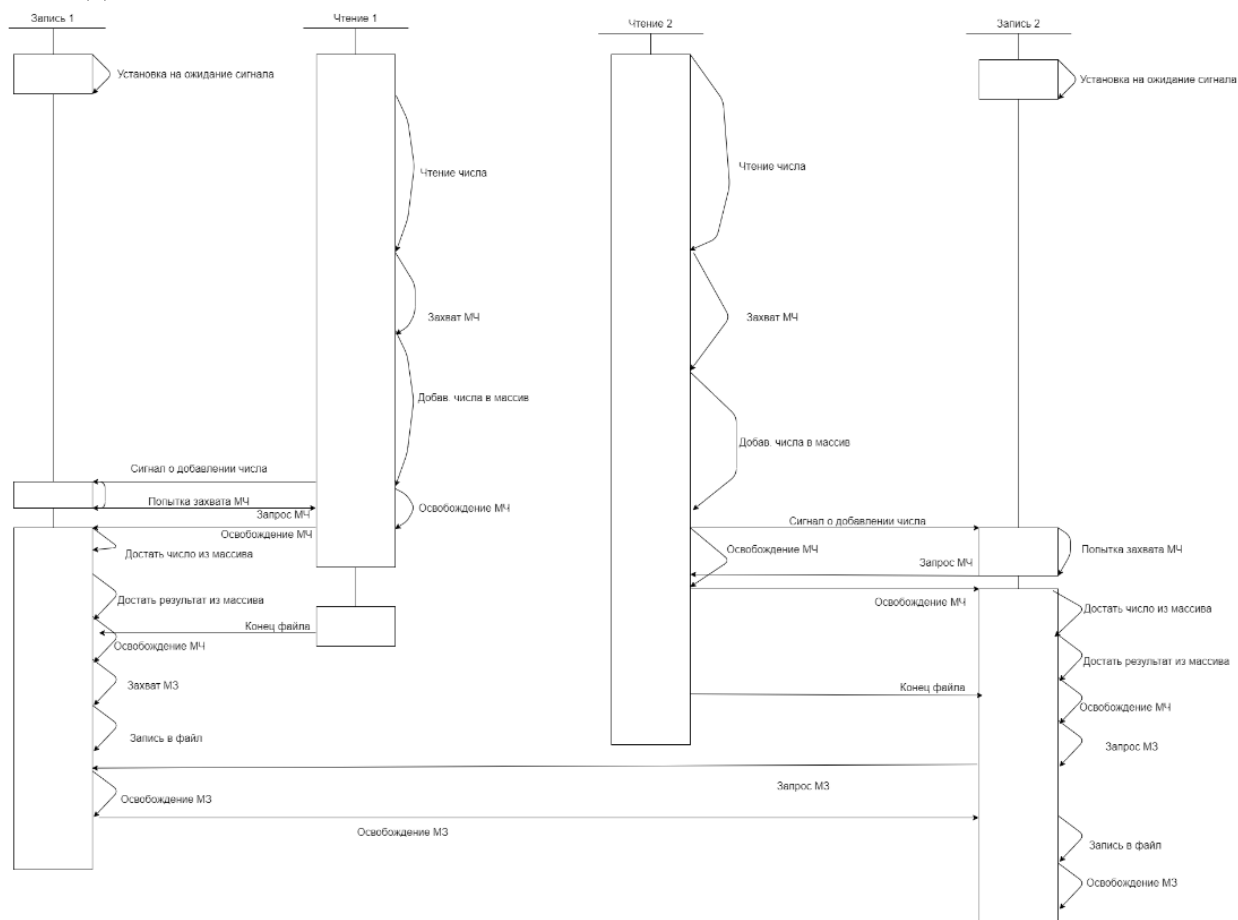 Запись 1
Чтение 1
Чтение 2
Запись 2
Установка на ожидание сигнала
Установка на ожидание сигнала
Чтение числа
Чтение числа
Захват МЧ
Захват МЧ
Добав. числа в массив
Добав. числа в массив
Сигнал о добавлении числа
Попытка захвата МЧ
Запрос МЧ
Освобождение МЧ
Сигнал о добавлении числа
Освобождение МЧ
Достать число из массива
Освобождение МЧ
Попытка захвата МЧ
Запрос МЧ
Достать результат из массива
Освобождение МЧ
Достать число из массива
Конец файла
Освобождение МЧ
Достать результат из массива
Захват МЗ
Конец файла
Освобождение МЧ
Запись в файл
Запрос МЗ
Запрос МЗ
Освобождение МЗ
Освобождение МЗ
Запись в файл
Освобождение МЗ